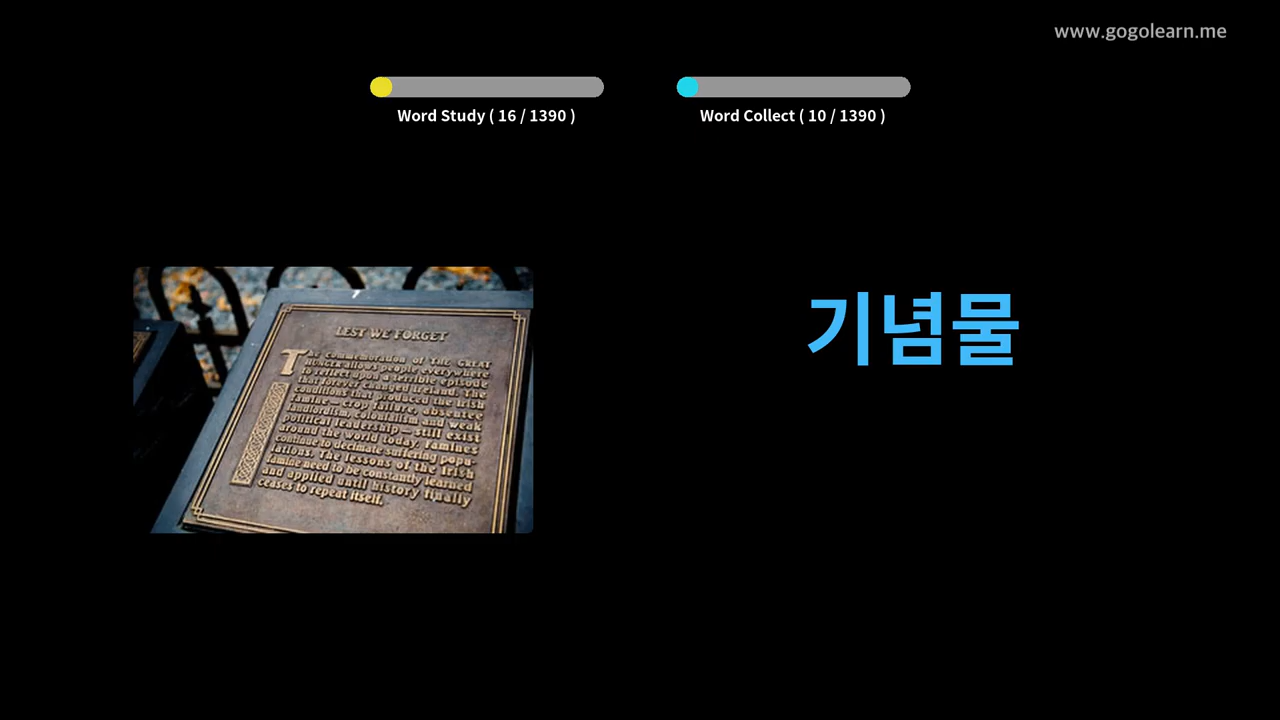 www.gogolearn.me
Word Study ( 16 / 1390 )
Word Collect ( 10 / 1390 )
LEST WE FORGET
The commemoration of THE GREAT
HUNGER allows people everywhere
to reflect upon a terrible episode
that forever changed Ireland. The
conditions that produced the Irish
famine — crop failure, absentee
landlordism, colonialism and weak
political leadership — still exist
around the world today. Famines
continue to decimate suffering popu-
lations. The lessons of the Irish
famine need to be constantly learned
and applied until history finally
ceases to repeat itself.
기념물